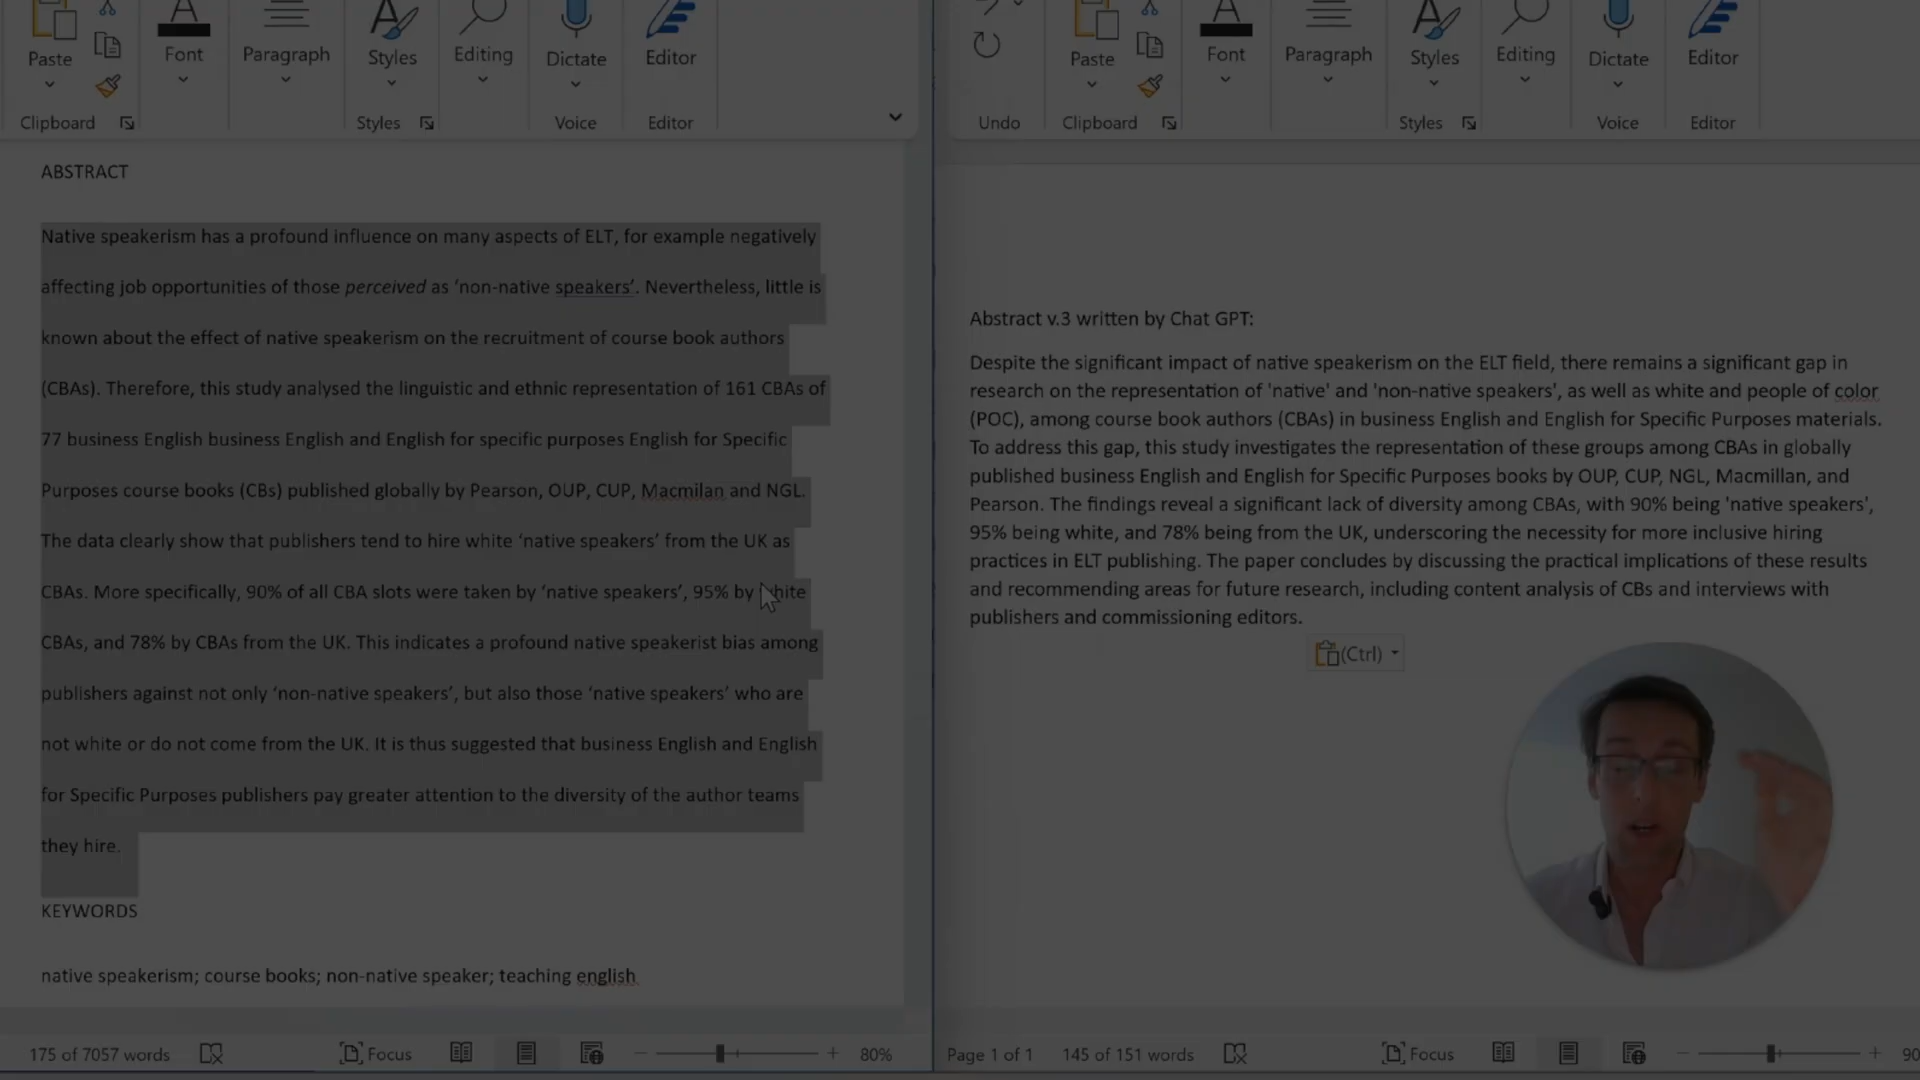 Paste
Font
Paragraph
Styles
Editing
Dictate
Editor
Clipboard
Styles
Voice
Editor
ABSTRACT
Native speakerism has a profound influence on many aspects of ELT, for example negatively
affecting job opportunities of those perceived as ‘non-native speakers’. Nevertheless, little is
known about the effect of native speakerism on the recruitment of course book authors
(CBAs). Therefore, this study analysed the linguistic and ethnic representation of 161 CBAs of
77 business English business English and English for specific purposes English for Specific
Purposes course books (CBs) published globally by Pearson, OUP, CUP, Macmilan and NGL.
The data clearly show that publishers tend to hire white ‘native speakers’ from the UK as
CBAs. More specifically, 90% of all CBA slots were taken by ‘native speakers’, 95% by white
CBAs, and 78% by CBAs from the UK. This indicates a profound native speakerist bias among
publishers against not only ‘non-native speakers’, but also those ‘native speakers’ who are
not white or do not come from the UK. It is thus suggested that business English and English
for Specific Purposes publishers pay greater attention to the diversity of the author teams
they hire.
KEYWORDS
native speakerism; course books; non-native speaker; teaching english
175 of 7057 words
Focus
80%
Paste
Font
Paragraph
Styles
Editing
Dictate
Editor
Undo
Clipboard
Styles
Voice
Editor
Abstract v.3 written by Chat GPT:
Despite the significant impact of native speakerism on the ELT field, there remains a significant gap in
research on the representation of 'native' and 'non-native speakers', as well as white and people of color
(POC), among course book authors (CBAs) in business English and English for Specific Purposes materials.
To address this gap, this study investigates the representation of these groups among CBAs in globally
published business English and English for Specific Purposes books by OUP, CUP, NGL, Macmillan, and
Pearson. The findings reveal a significant lack of diversity among CBAs, with 90% being 'native speakers',
95% being white, and 78% being from the UK, underscoring the necessity for more inclusive hiring
practices in ELT publishing. The paper concludes by discussing the practical implications of these results
and recommending areas for future research, including content analysis of CBs and interviews with
publishers and commissioning editors.
(Ctrl)
Page 1 of 1
145 of 151 words
Focus
90